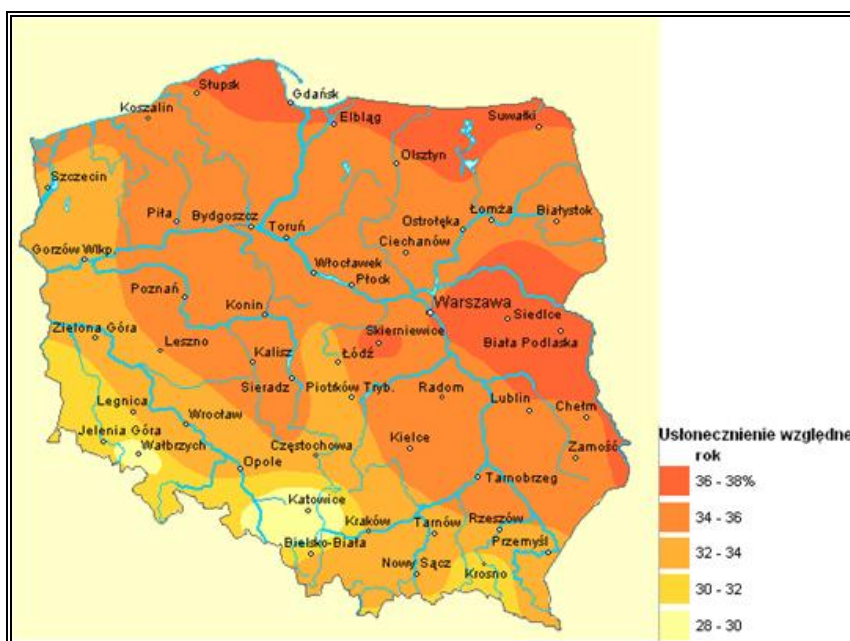 Słupsk
Gdańsk
Koszalin
Elbląg
Suwałki
Olsztyn
Szczecin
Piła
Bydgoszcz
Toruń
Ostrołęka
Łomża
Białystok
Ciechanów
Gorzów Wlkp.
Włocławek
Płock
Poznań
Konin
Warszawa
Siedlce
Zielona Góra
Leszno
Skierniewice
Biała Podlaska
Kalisz
Łódź
Sieradz
Piotrków Tryb.
Radom
Legnica
Lublin
Chełm
Wrocław
Jelenia Góra
Wałbrzych
Częstochowa
Kielce
Zamość
Opole
Tarnobrzeg
Katowice
Kraków
Tarnów
Rzeszów
Bielsko-Biała
Przemyśl
Nowy Sącz
Krosno
Usłonecznienie względne
rok
36 - 38%
34 - 36
32 - 34
30 - 32
28 - 30